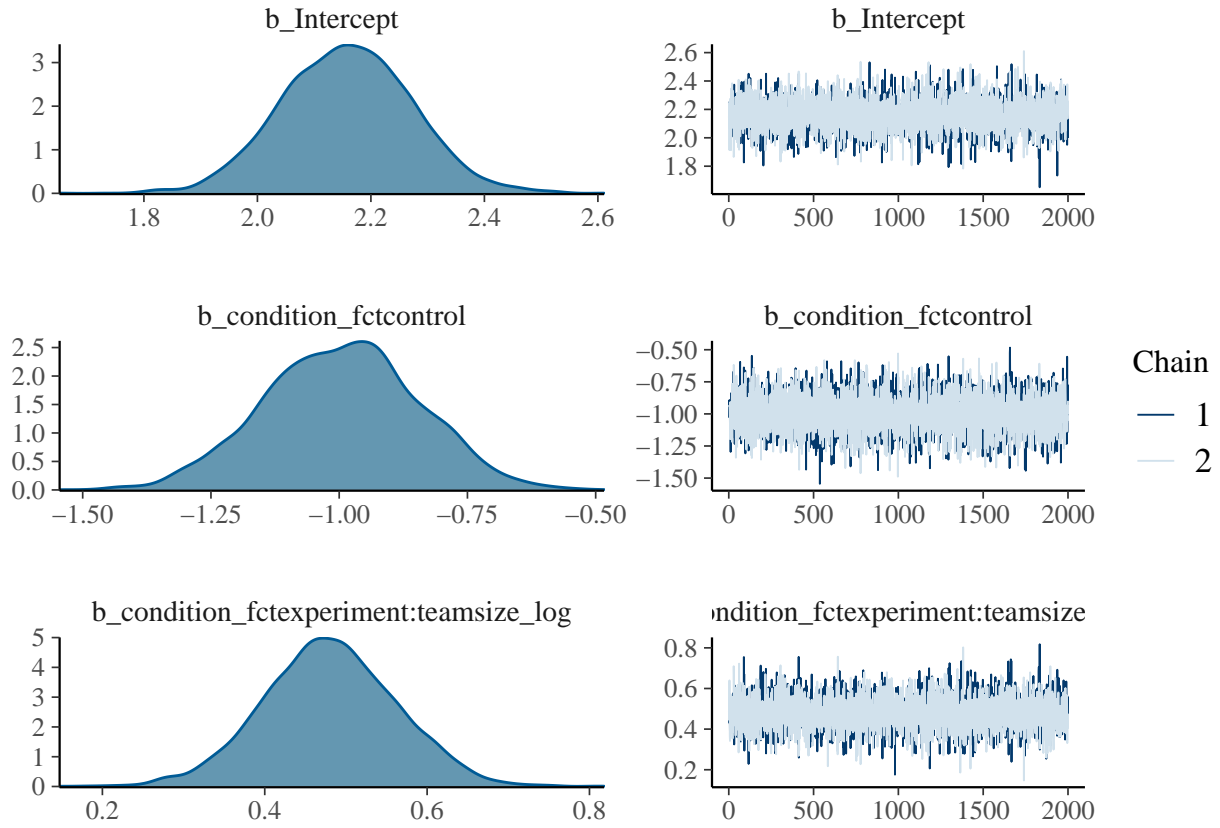 b_Intercept
b_Intercept
3
2
1
0
1.8 2.0 2.2 2.4 2.6
2.6
2.4
2.2
2.0
1.8
0 500 1000 1500 2000
b_condition_fctcontrol
b_condition_fctcontrol
2.5
2.0
1.5
1.0
0.5
0.0
−1.50 −1.25 −1.00 −0.75 −0.50
−0.50
−0.75
−1.00
−1.25
−1.50
0 500 1000 1500 2000
Chain
1
2
b_condition_fctexperiment:teamsize_log
ondition_fctexperiment:teamsize
5
4
3
2
1
0
0.2 0.4 0.6 0.8
0.8
0.6
0.4
0.2
0 500 1000 1500 2000